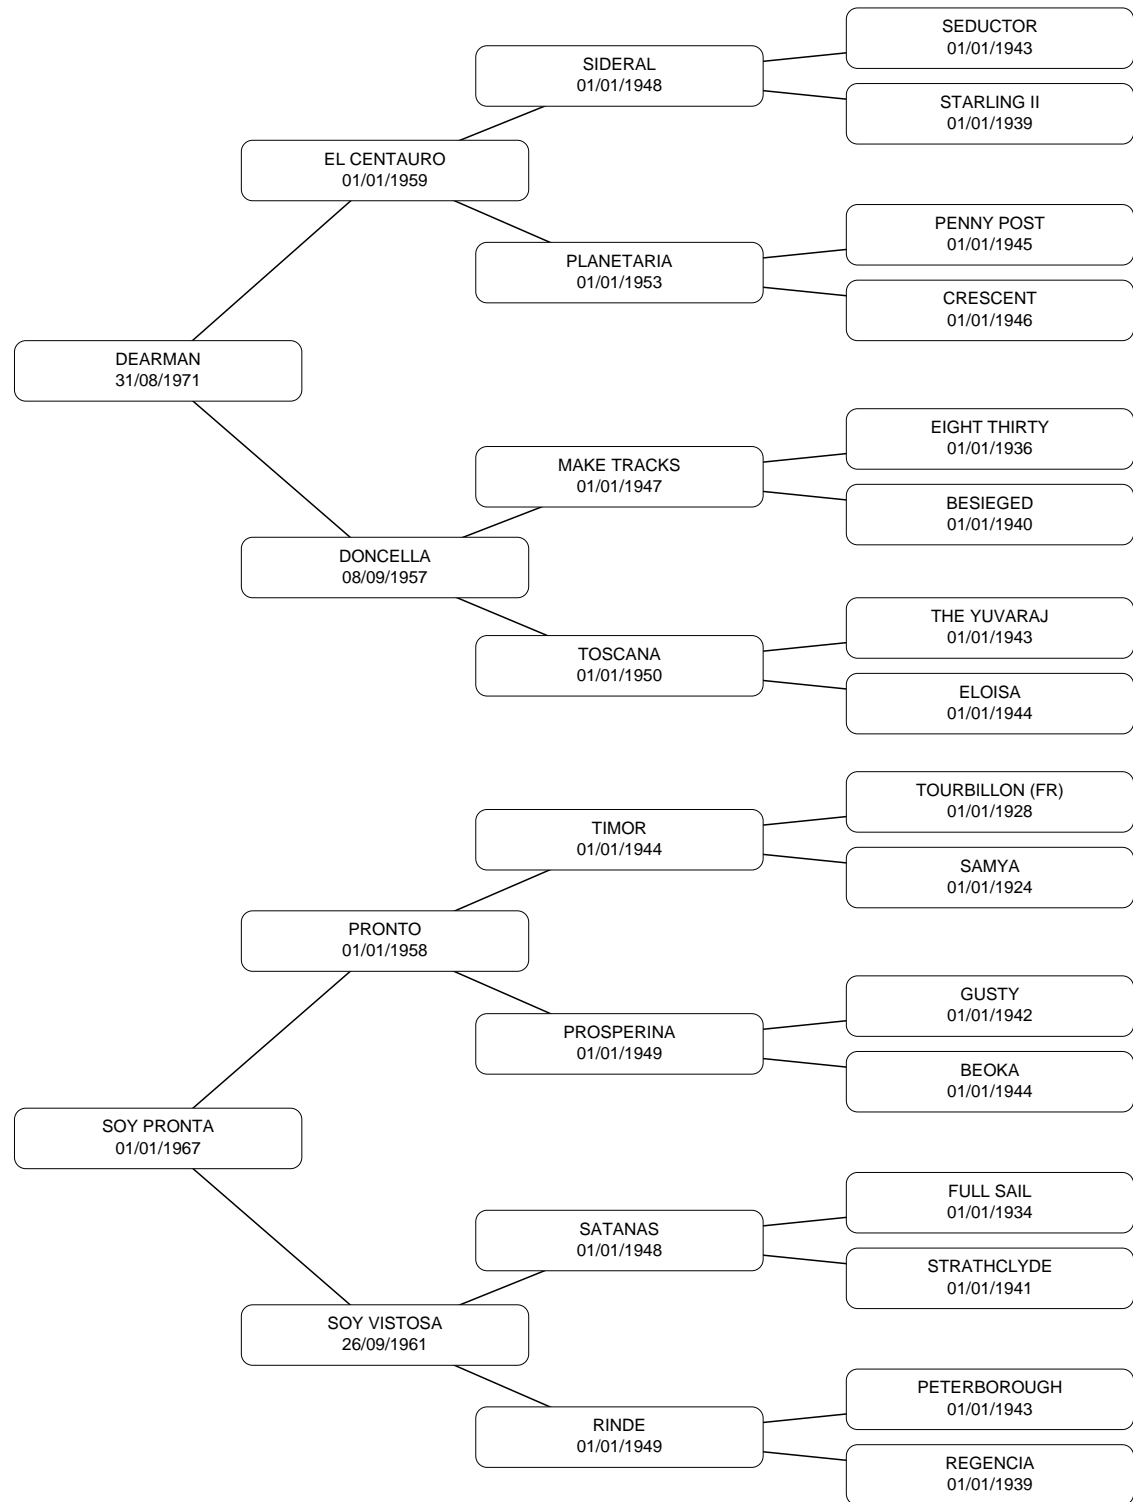 SEDUCTOR
01/01/1943
SIDERAL
01/01/1948
STARLING II
01/01/1939
EL CENTAURO
01/01/1959
PENNY POST
01/01/1945
PLANETARIA
01/01/1953
CRESCENT
01/01/1946
DEARMAN
31/08/1971
EIGHT THIRTY
01/01/1936
MAKE TRACKS
01/01/1947
BESIEGED
01/01/1940
DONCELLA
08/09/1957
THE YUVARAJ
01/01/1943
TOSCANA
01/01/1950
ELOISA
01/01/1944
TOURBILLON (FR)
01/01/1928
TIMOR
01/01/1944
SAMYA
01/01/1924
PRONTO
01/01/1958
GUSTY
01/01/1942
PROSPERINA
01/01/1949
BEOKA
01/01/1944
SOY PRONTA
01/01/1967
FULL SAIL
01/01/1934
SATANAS
01/01/1948
STRATHCLYDE
01/01/1941
SOY VISTOSA
26/09/1961
PETERBOROUGH
01/01/1943
RINDE
01/01/1949
REGENCIA
01/01/1939